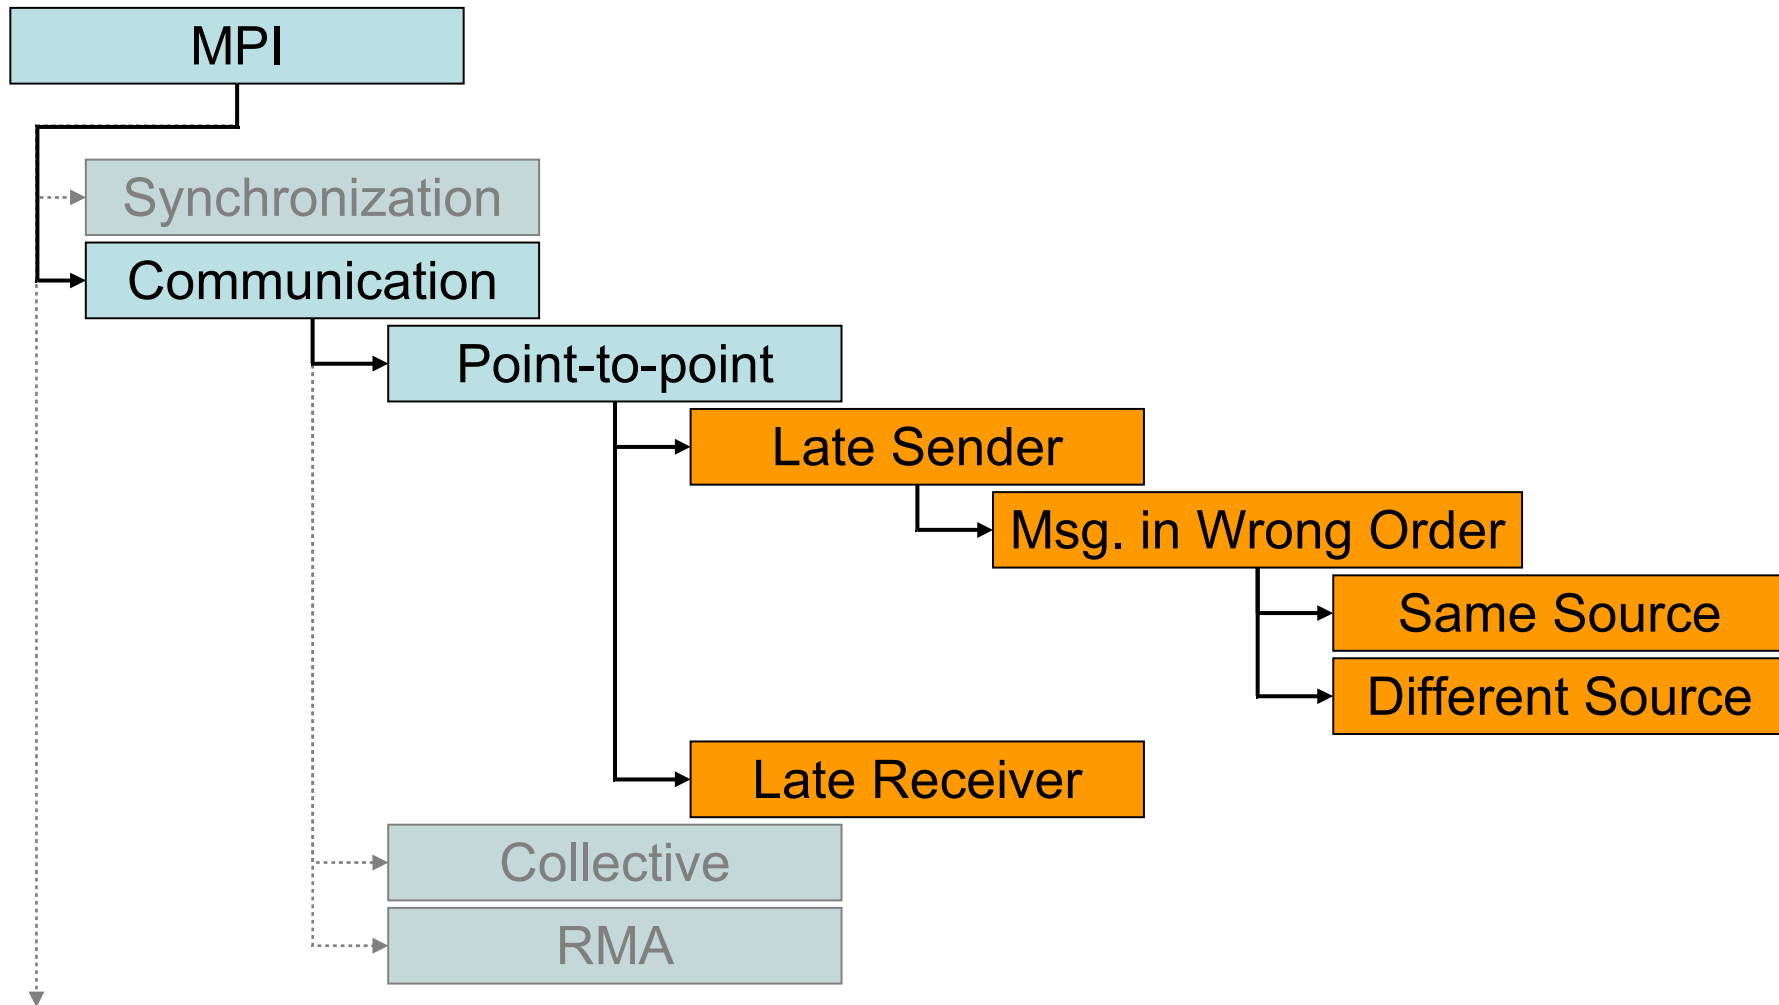 MPI
Synchronization
Communication
Point-to-point
Late Sender
Msg. in Wrong Order
Same Source
Different Source
Late Receiver
Collective
RMA